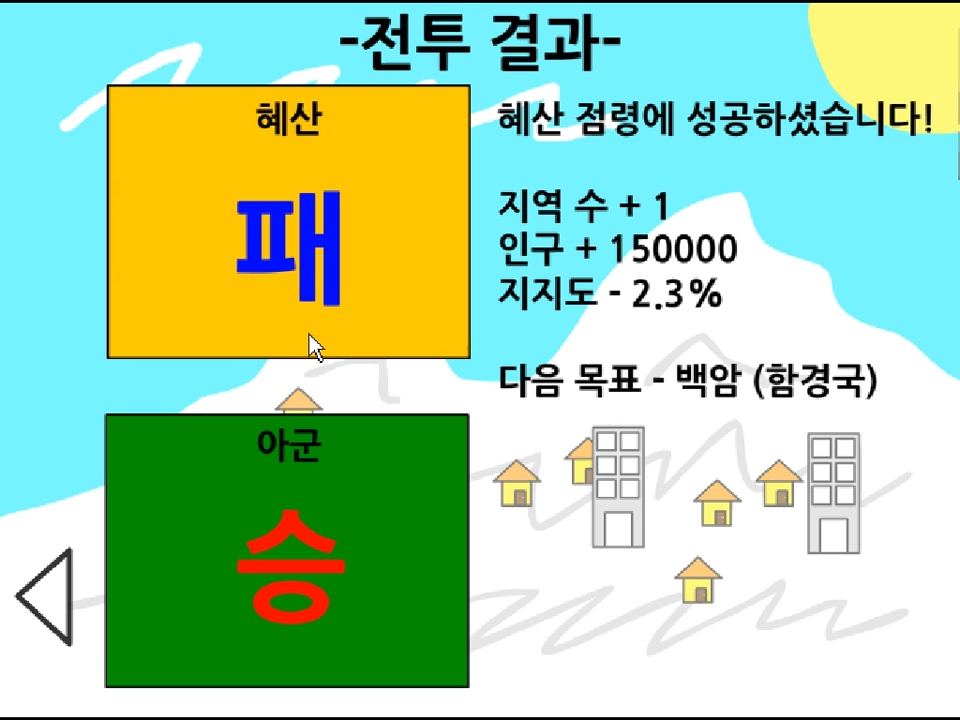 -전투 결과-
혜산
패
혜산 점령에 성공하셨습니다!
지역 수 + 1
인구 + 150000
지지도 - 2.3%
다음 목표 - 백암 (함경국)
아군
승